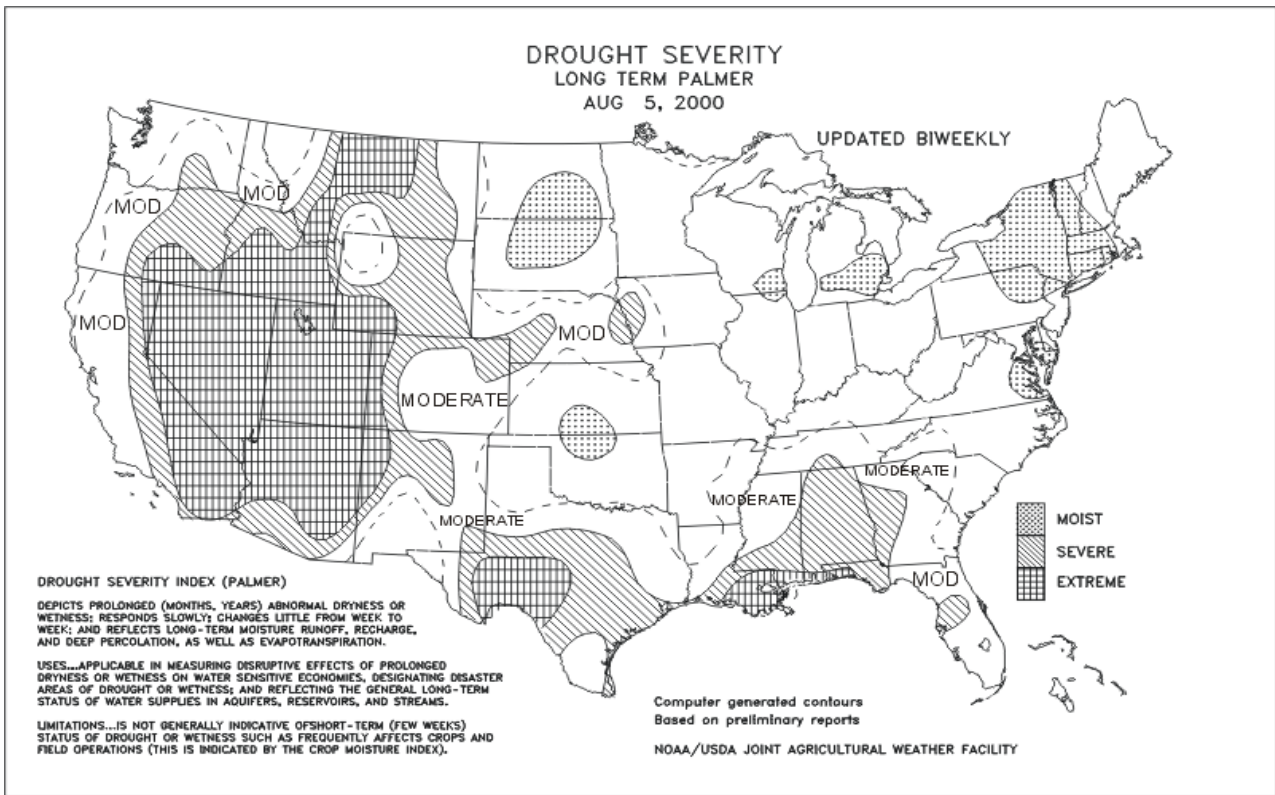 DROUGHT SEVERITY
LONG TERM PALMER
AUG 5, 2000
UPDATED BIWEEKLY
MOD
MOD
MOD
MOD
MODERATE
MODERATE
MODERATE
MODERATE
MOD
MOIST
SEVERE
EXTREME
DROUGHT SEVERITY INDEX (PALMER)
DEPICTS PROLONGED (MONTHS, YEARS) ABNORMAL DRYNESS OR
WETNESS; RESPONDS SLOWLY; CHANGES LITTLE FROM WEEK TO
WEEK; AND REFLECTS LONG-TERM MOISTURE RUNOFF, RECHARGE,
AND DEEP PERCOLATION, AS WELL AS EVAPOTRANSPIRATION.
USES...APPLICABLE IN MEASURING DISRUPTIVE EFFECTS OF PROLONGED
DRYNESS OR WETNESS ON WATER SENSITIVE ECONOMIES, DESIGNATING DISASTER
AREAS OF DROUGHT OR WETNESS; AND REFLECTING THE GENERAL LONG-TERM
STATUS OF WATER SUPPLIES IN AQUIFERS, RESERVOIRS, AND STREAMS.
LIMITATIONS...IS NOT GENERALLY INDICATIVE OFSHORT-TERM (FEW WEEKS)
STATUS OF DROUGHT OR WETNESS SUCH AS FREQUENTLY AFFECTS CROPS AND
FIELD OPERATIONS (THIS IS INDICATED BY THE CROP MOISTURE INDEX).
Computer generated contours
Based on preliminary reports
NOAA/USDA JOINT AGRICULTURAL WEATHER FACILITY